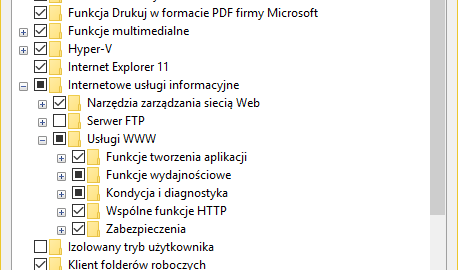 Funkcja Drukuj w formacie PDF firmy Microsoft
Funkcje multimedialne
Hyper-V
Internet Explorer 11
Internetowe usługi informacyjne
Narzędzia zarządzania siecią Web
Serwer FTP
Usługi WWW
Funkcje tworzenia aplikacji
Funkcje wydajnościowe
Kondycja i diagnostyka
Wspólne funkcje HTTP
Zabezpieczenia
Izolowany tryb użytkownika
Klient folderów roboczych